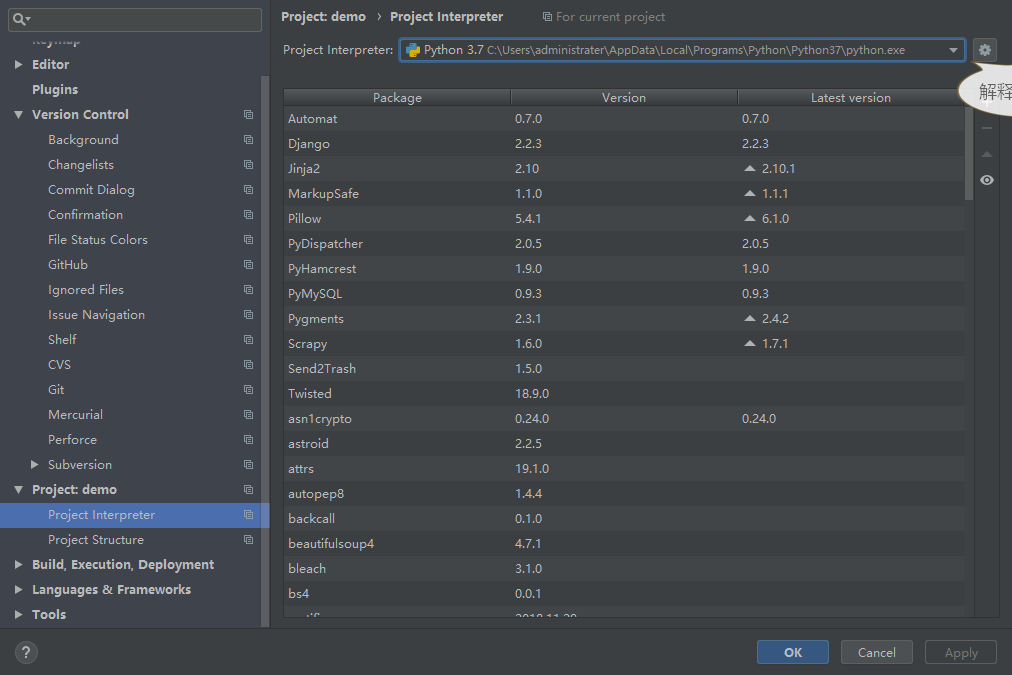 Project: demo › Project Interpreter For current project
Project Interpreter: Python 3.7 C:\Users\administrater\AppData\Local\Programs\Python\Python37\python.exe
解释
Keymap
Editor
Plugins
Version Control
Background
Changelists
Commit Dialog
Confirmation
File Status Colors
GitHub
Ignored Files
Issue Navigation
Shelf
CVS
Git
Mercurial
Perforce
Subversion
Project: demo
Project Interpreter
Project Structure
Build, Execution, Deployment
Languages & Frameworks
Tools
Package Version Latest version
Automat 0.7.0 0.7.0
Django 2.2.3 2.2.3
Jinja2 2.10 2.10.1
MarkupSafe 1.1.0 1.1.1
Pillow 5.4.1 6.1.0
PyDispatcher 2.0.5 2.0.5
PyHamcrest 1.9.0 1.9.0
PyMySQL 0.9.3 0.9.3
Pygments 2.3.1 2.4.2
Scrapy 1.6.0 1.7.1
Send2Trash 1.5.0
Twisted 18.9.0
asn1crypto 0.24.0 0.24.0
astroid 2.2.5
attrs 19.1.0
autopep8 1.4.4
backcall 0.1.0
beautifulsoup4 4.7.1
bleach 3.1.0
bs4 0.0.1
?
OK Cancel Apply